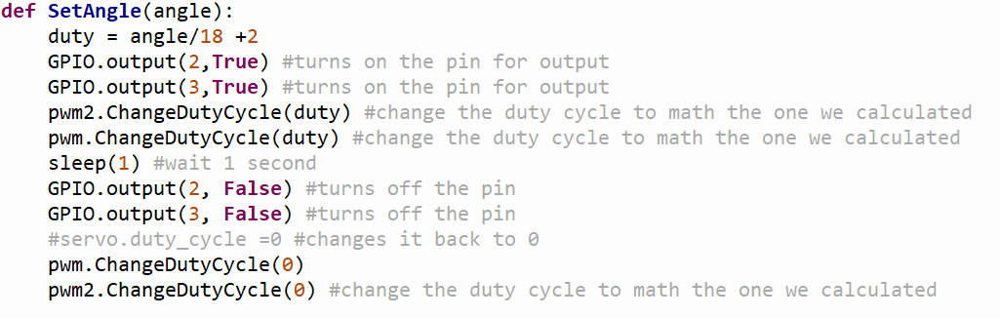 def SetAngle(angle):
    duty = angle/18 +2
    GPIO.output(2,True) #turns on the pin for output
    GPIO.output(3,True) #turns on the pin for output
    pwm2.ChangeDutyCycle(duty) #change the duty cycle to math the one we calculated
    pwm.ChangeDutyCycle(duty) #change the duty cycle to math the one we calculated
    sleep(1) #wait 1 second
    GPIO.output(2, False) #turns off the pin
    GPIO.output(3, False) #turns off the pin
    #servo.duty_cycle =0 #changes it back to 0
    pwm.ChangeDutyCycle(0)
    pwm2.ChangeDutyCycle(0) #change the duty cycle to math the one we calculated